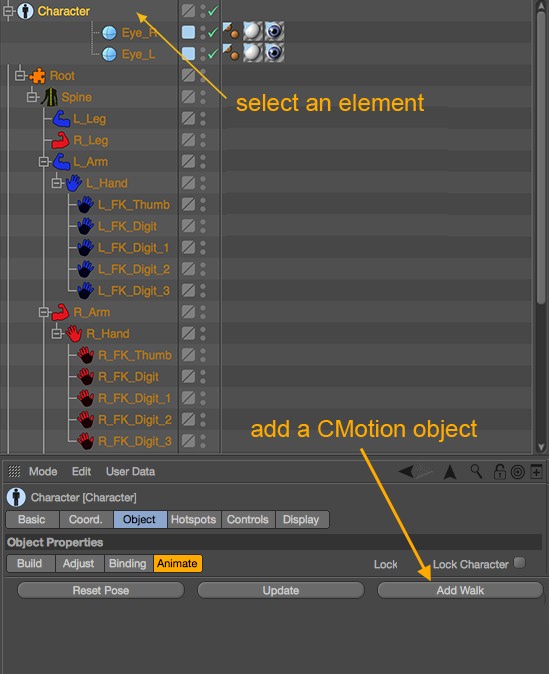 Character
Eye_R
Eye_L
Root
Spine
select an element
L_Leg
R_Leg
L_Arm
L_Hand
L_FK_Thumb
L_FK_Digit
L_FK_Digit_1
L_FK_Digit_2
L_FK_Digit_3
R_Arm
R_Hand
R_FK_Thumb
R_FK_Digit
R_FK_Digit_1
R_FK_Digit_2
add a CMotion object
R_FK_Digit_3
Mode Edit User Data
Character [Character]
Basic Coord. Object Hotspots Controls Display
Object Properties
Build Adjust Binding Animate Lock Lock Character
Reset Pose Update Add Walk